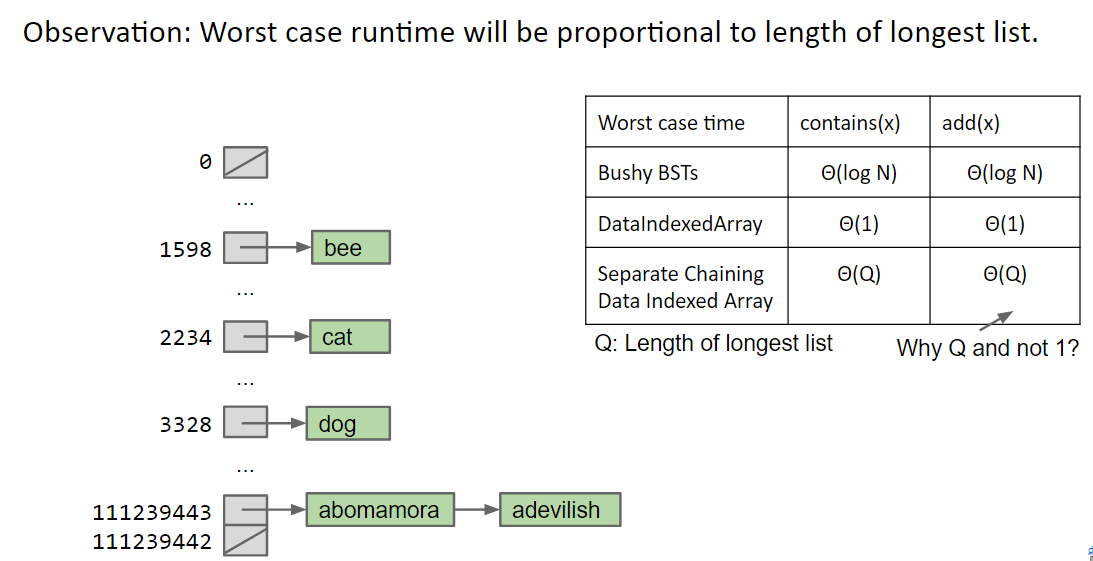 Observation: Worst case runtime will be proportional to length of longest list.
0
...
1598 bee
...
2234 cat
...
3328 dog
...
111239443 abomamora adevilish
111239442
Worst case time contains(x) add(x)
Bushy BSTs Θ(log N) Θ(log N)
DataIndexedArray Θ(1) Θ(1)
Separate Chaining Θ(Q) Θ(Q)
Data Indexed Array
Q: Length of longest list
Why Q and not 1?